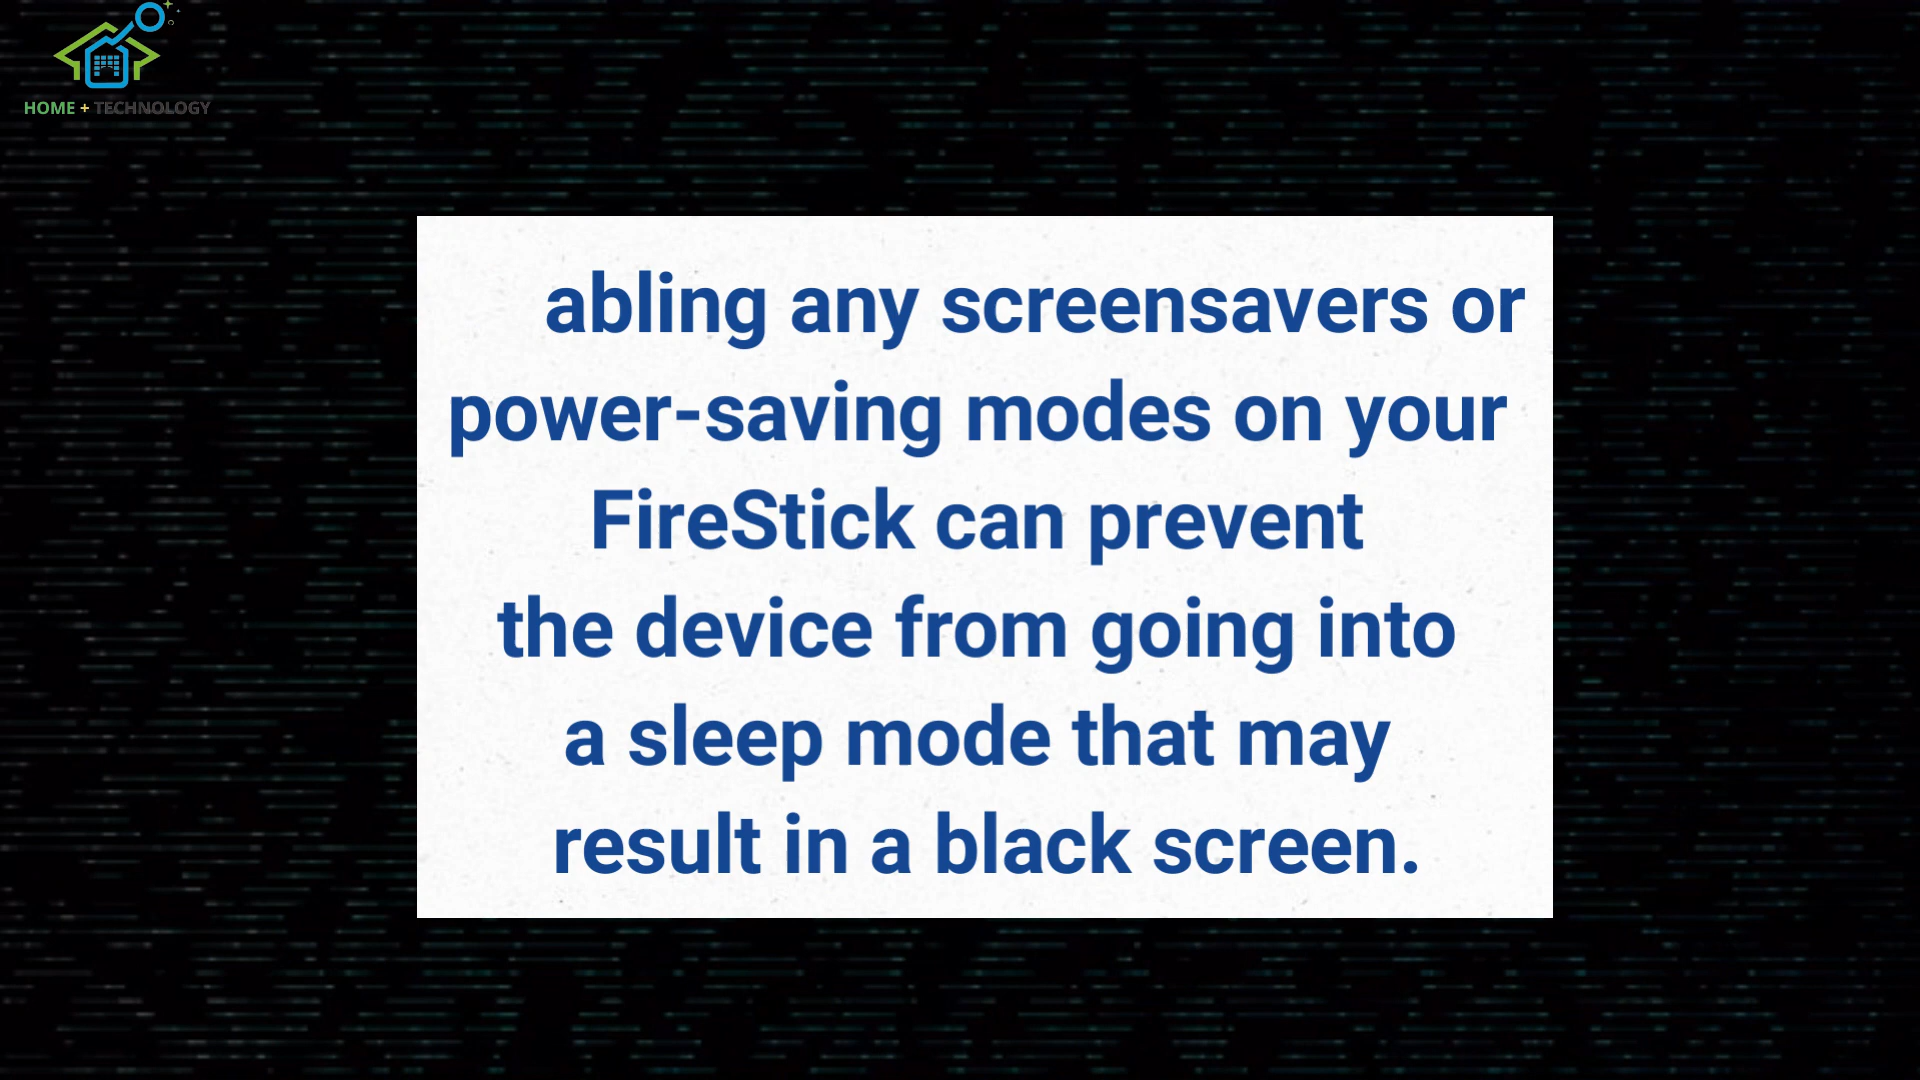 HOME + TECHNOLOGY
abling any screensavers or
power-saving modes on your
FireStick can prevent
the device from going into
a sleep mode that may
result in a black screen.